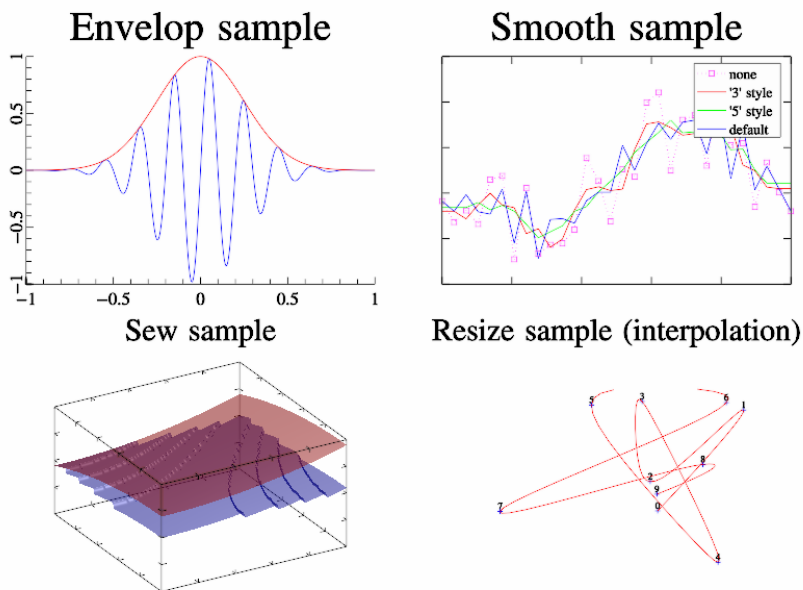 Envelop sample
1
0.5
0
−0.5
−1
−1
−0.5
0
0.5
1
Smooth sample
none
'3' style
'5' style
default
Sew sample
Resize sample (interpolation)
5
3
6
1
8
2
9
7
0
4